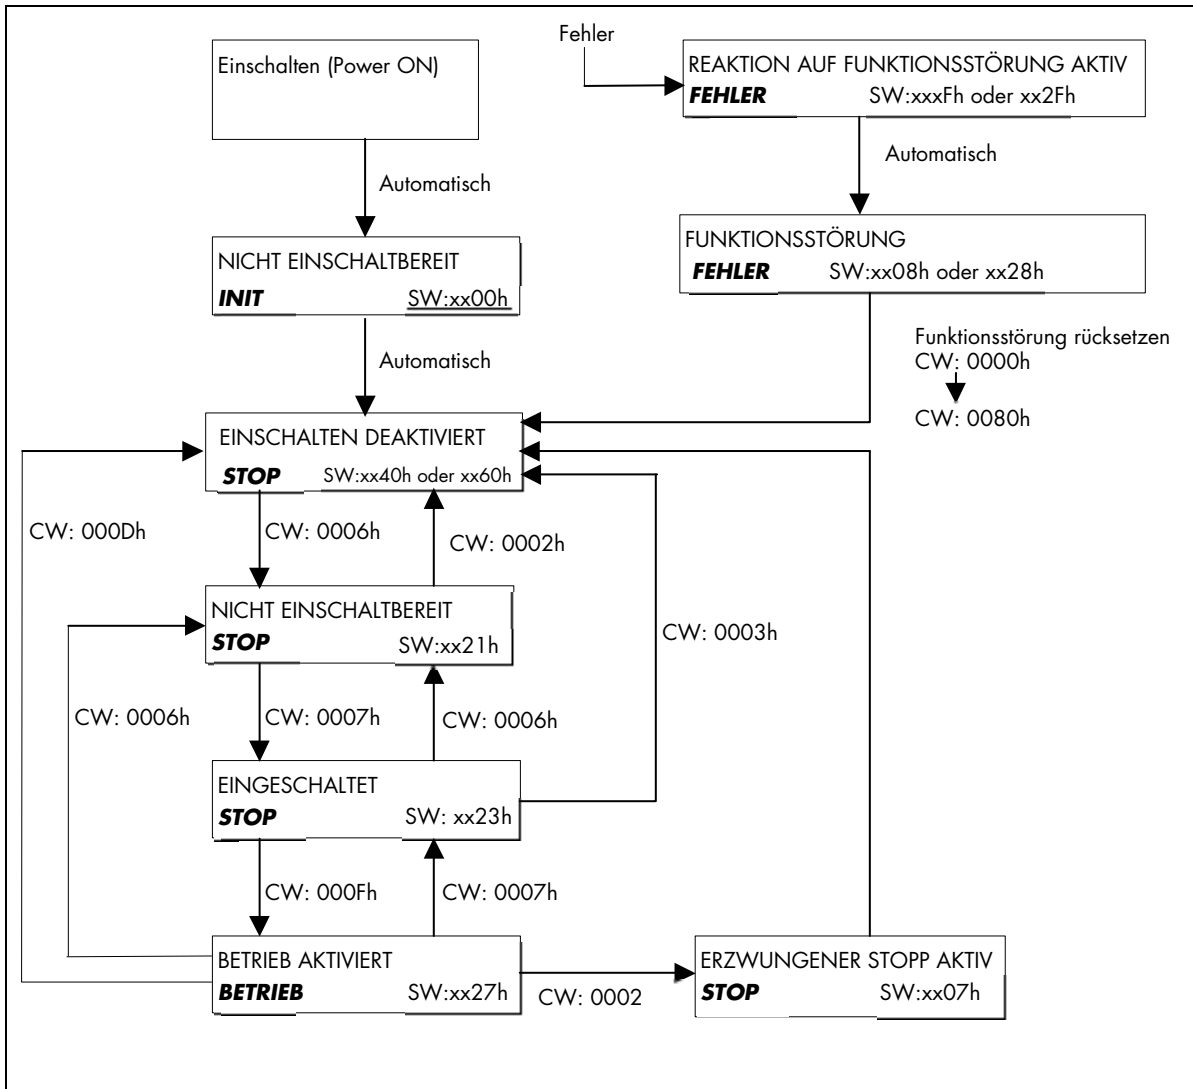 Fehler
Einschalten (Power ON)
REAKTION AUF FUNKTIONSSTÖRUNG AKTIV
FEHLER SW:xxxFh oder xx2Fh
Automatisch
Automatisch
NICHT EINSCHALTBEREIT
INIT SW:xx00h
FUNKTIONSSTÖRUNG
FEHLER SW:xx08h oder xx28h
Funktionsstörung rücksetzen
CW: 0000h
CW: 0080h
Automatisch
EINSCHALTEN DEAKTIVIERT
STOP SW:xx40h oder xx60h
CW: 000Dh
CW: 0006h
CW: 0002h
NICHT EINSCHALTBEREIT
STOP SW:xx21h
CW: 0003h
CW: 0006h
CW: 0007h
CW: 0006h
EINGESCHALTET
STOP SW: xx23h
CW: 000Fh
CW: 0007h
BETRIEB AKTIVIERT
BETRIEB SW:xx27h
CW: 0002
ERZWUNGENER STOPP AKTIV
STOP SW:xx07h